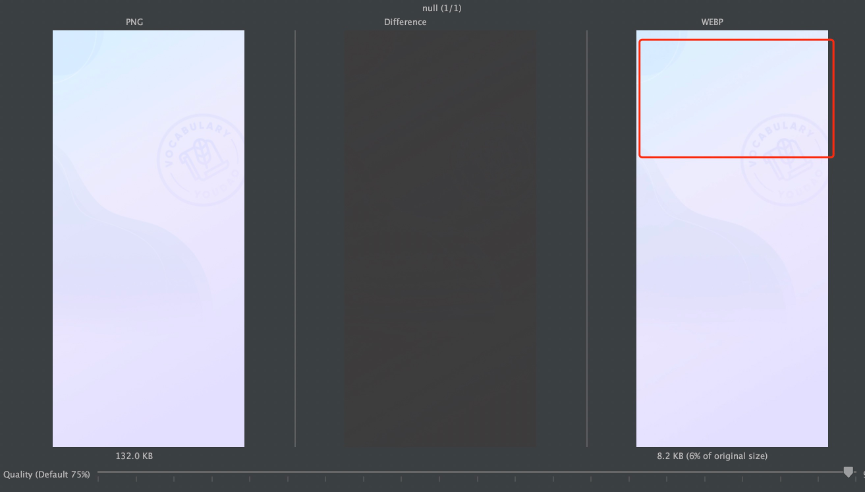 null (1/1)
PNG
Difference
WEBP
VOCABULARY
YOUDAO
VOCABULARY
132.0 KB
8.2 KB (6% of original size)
Quality (Default 75%)